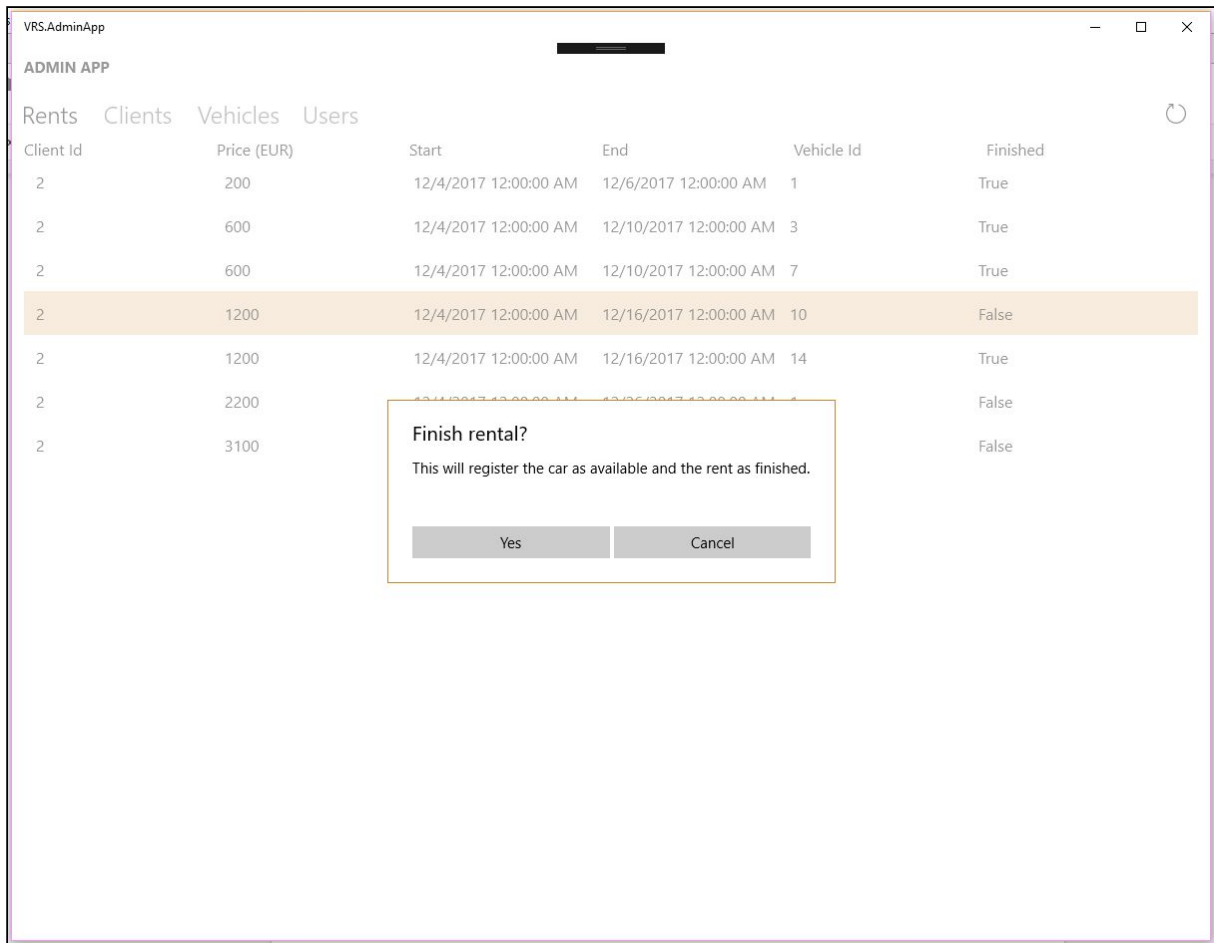 VRS.AdminApp
ADMIN APP
Rents Clients Vehicles Users
Client Id Price (EUR) Start End Vehicle Id Finished
2 200 12/4/2017 12:00:00 AM 12/6/2017 12:00:00 AM 1 True
2 600 12/4/2017 12:00:00 AM 12/10/2017 12:00:00 AM 3 True
2 600 12/4/2017 12:00:00 AM 12/10/2017 12:00:00 AM 7 True
2 1200 12/4/2017 12:00:00 AM 12/16/2017 12:00:00 AM 10 False
2 1200 12/4/2017 12:00:00 AM 12/16/2017 12:00:00 AM 14 True
2 2200 False
2 3100 False
Finish rental?
This will register the car as available and the rent as finished.
Yes Cancel